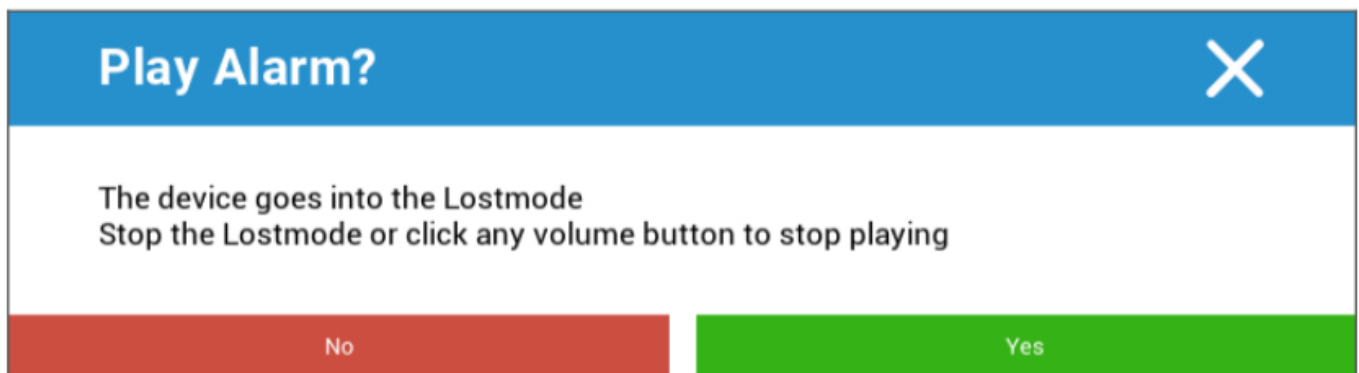 Play Alarm?
The device goes into the Lostmode
Stop the Lostmode or click any volume button to stop playing
No
Yes